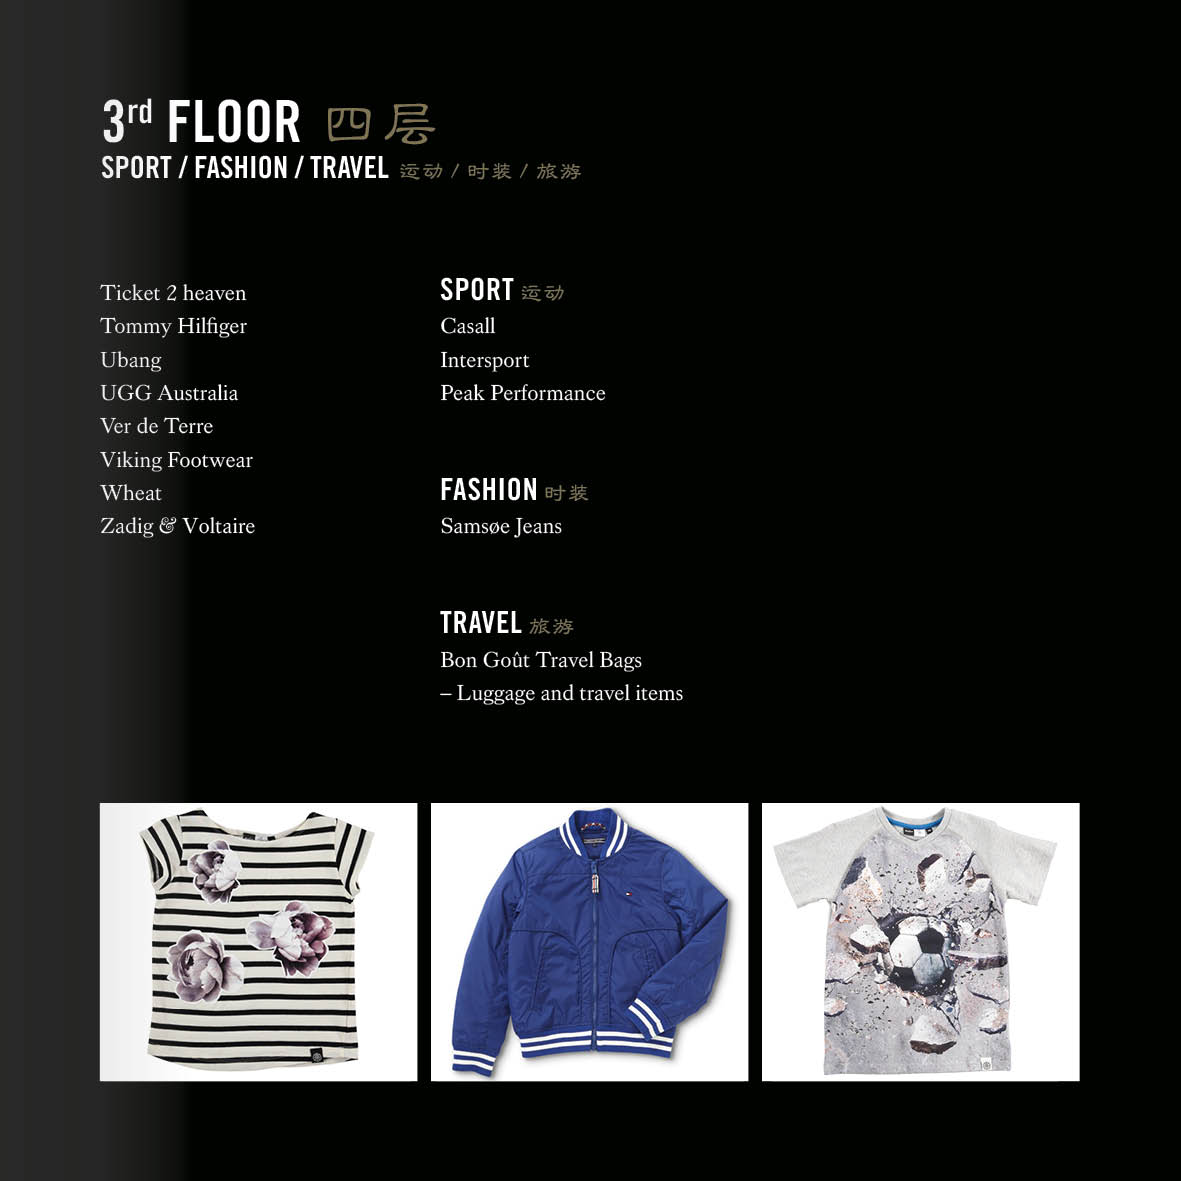 3rd FLOOR 四层
SPORT / FASHION / TRAVEL 运动 / 时装 / 旅游
Ticket 2 heaven
Tommy Hilfiger
Ubang
UGG Australia
Ver de Terre
Viking Footwear
Wheat
Zadig & Voltaire
SPORT 运动
Casall
Intersport
Peak Performance
FASHION 时装
Samsøe Jeans
TRAVEL 旅游
Bon Goût Travel Bags
– Luggage and travel items